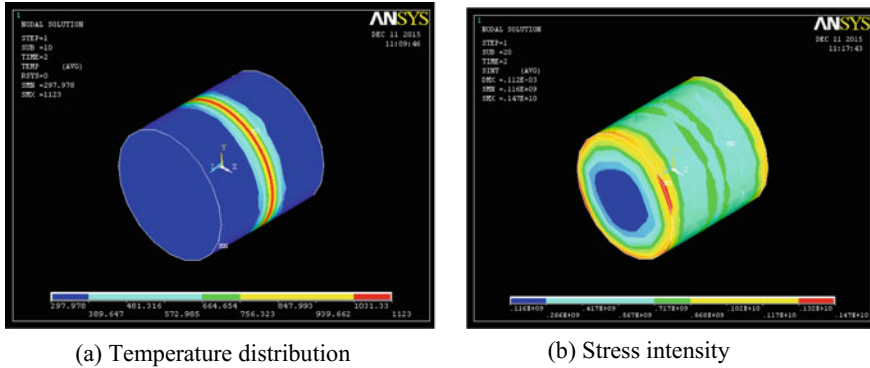 1
NODAL SOLUTION
STEP=1
SUB =10
TIME=2
TEMP (AVG)
RSYS=0
SMN =297.978
SMX =1123
ANSYS
DEC 11 2015
11:09:46
Y
MN
297.978 481.316 664.654 847.993 1031.33
389.647 572.985 756.323 939.662 1123
(a) Temperature distribution
1
NODAL SOLUTION
STEP=1
SUB =20
TIME=2
SINT (AVG)
DMX =.112E-03
SMN =.116E+09
SMX =.147E+10
ANSYS
DEC 11 2015
11:17:43
.116E+09 .417E+09 .717E+09 .102E+10 .132E+10
.266E+09 .567E+09 .868E+09 .117E+10 .147E+10
(b) Stress intensity